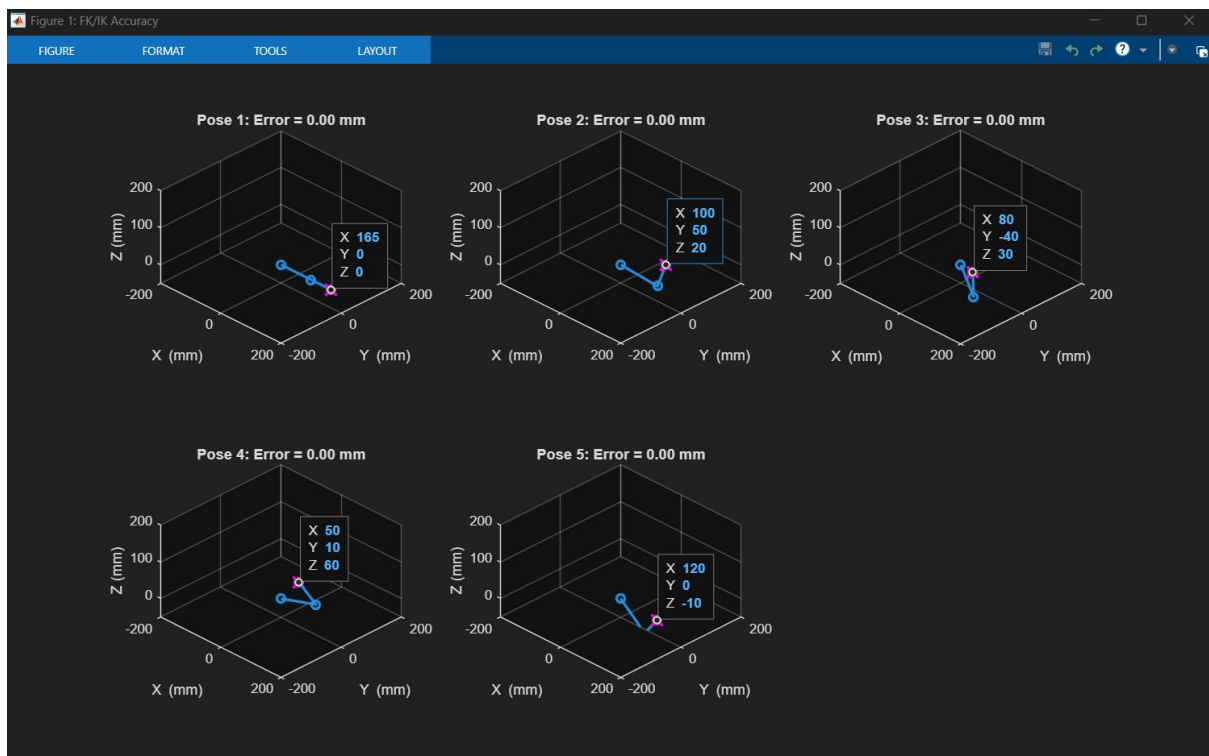 Figure 1: FK/IK Accuracy
FIGURE FORMAT TOOLS LAYOUT
Pose 1: Error = 0.00 mm
200
100
0
Z (mm)
-200
0
200
X (mm)
-200
0
200
Y (mm)
X 165
Y 0
Z 0
Pose 2: Error = 0.00 mm
200
100
0
Z (mm)
-200
0
200
X (mm)
-200
0
200
Y (mm)
X 100
Y 50
Z 20
Pose 3: Error = 0.00 mm
200
100
0
Z (mm)
-200
0
200
X (mm)
-200
0
200
Y (mm)
X 80
Y -40
Z 30
Pose 4: Error = 0.00 mm
200
100
0
Z (mm)
-200
0
200
X (mm)
-200
0
200
Y (mm)
X 50
Y 10
Z 60
Pose 5: Error = 0.00 mm
200
100
0
Z (mm)
-200
0
200
X (mm)
-200
0
200
Y (mm)
X 120
Y 0
Z -10